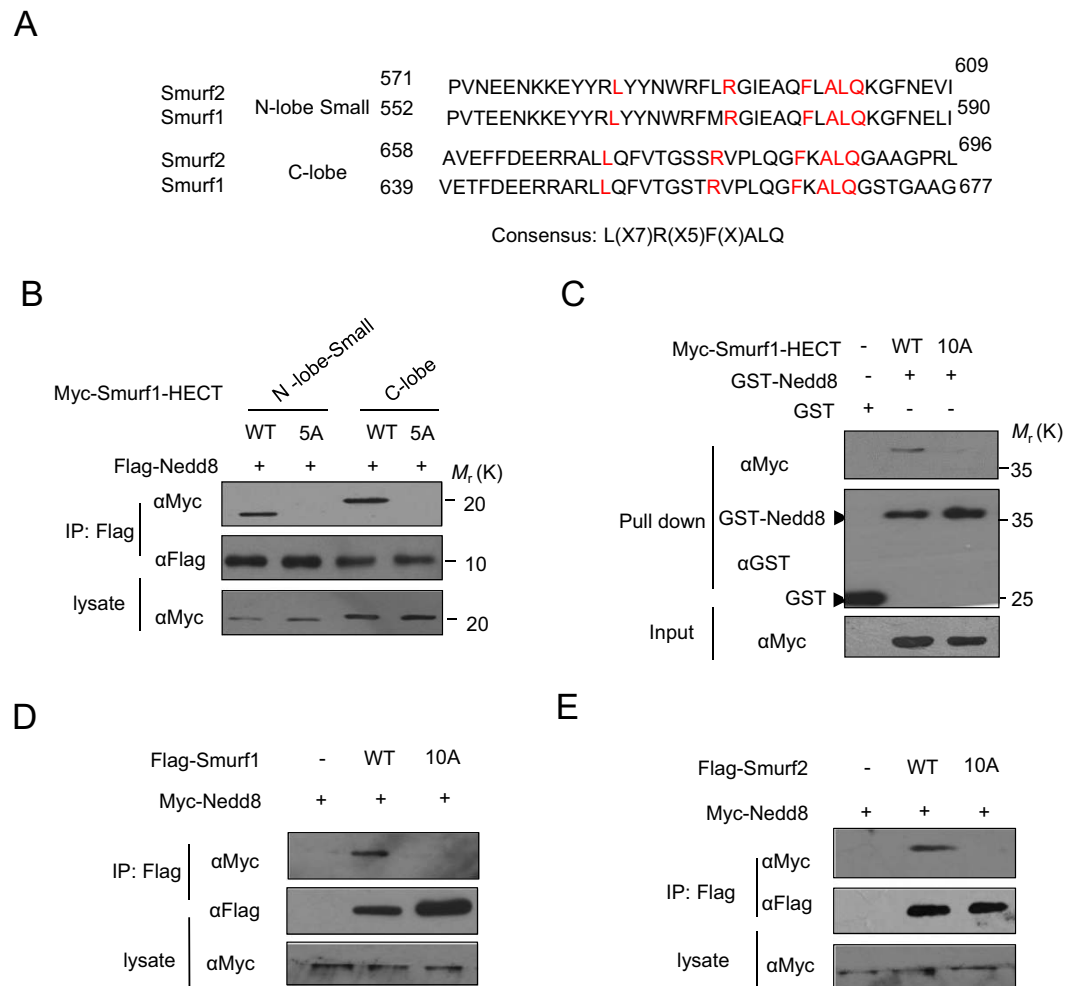 A
Smurf2 N-lobe Small 571 PVNEENKKEYYRLYYNWRFLRGIEAQFLALQKGFNEVI 609
Smurf1 552 PVTEENKKEYYRLYYNWRFMRGIEAQFLALQKGFNELI 590
Smurf2 C-lobe 658 AVEFFDEERRALLQFVTGSSRVPLQGFKALQGAAGPRL 696
Smurf1 639 VETFDEERRARLLQFVTGSTRVPLQGFKALQGSTGAAG 677
Consensus: L(X7)R(X5)F(X)ALQ
B
N -lobe-Small C-lobe
Myc-Smurf1-HECT
WT 5A WT 5A
Flag-Nedd8 + + + + Mr (K)
IP: Flag αMyc 20
αFlag 10
lysate αMyc 20
C
Myc-Smurf1-HECT - WT 10A
GST-Nedd8 - + +
GST + - -
Mr (K)
Pull down αMyc 35
GST-Nedd8 35
αGST
GST 25
Input αMyc
D
Flag-Smurf1 - WT 10A
Myc-Nedd8 + + +
IP: Flag αMyc
αFlag
lysate αMyc
E
Flag-Smurf2 - WT 10A
Myc-Nedd8 + + +
IP: Flag αMyc
αFlag
lysate αMyc